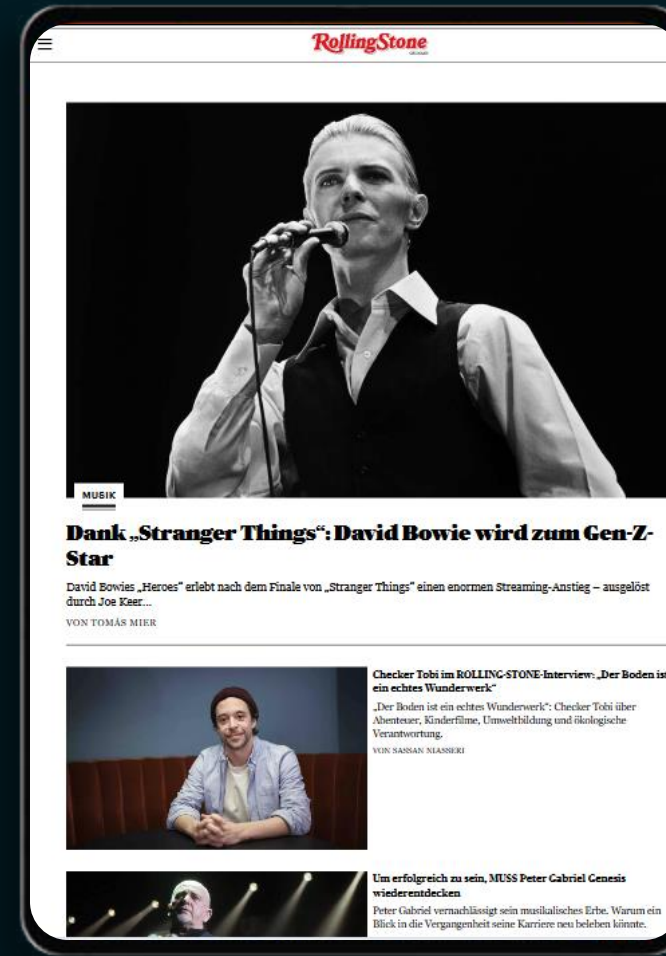 RollingStone
MUSIK
Dank „Stranger Things“: David Bowie wird zum Gen-Z-
Star
David Bowies „Heroes“ erlebt nach dem Finale von „Stranger Things“ einen enormen Streaming-Anstieg – ausgelöst
durch Joe Keer...
VON TOMÁS MIER
Checker Tobi im ROLLING-STONE-Interview: „Der Boden ist
ein echtes Wunderwerk“
„Der Boden ist ein echtes Wunderwerk“: Checker Tobi über
Abenteuer, Kinderfilme, Umweltbildung und ökologische
Verantwortung.
VON SASSAN NIASSERI
Um erfolgreich zu sein, MUSS Peter Gabriel Genesis
wiederentdecken
Peter Gabriel vernachlässigt sein musikalisches Erbe. Warum ein
Blick in die Vergangenheit seine Karriere neu beleben könnte.